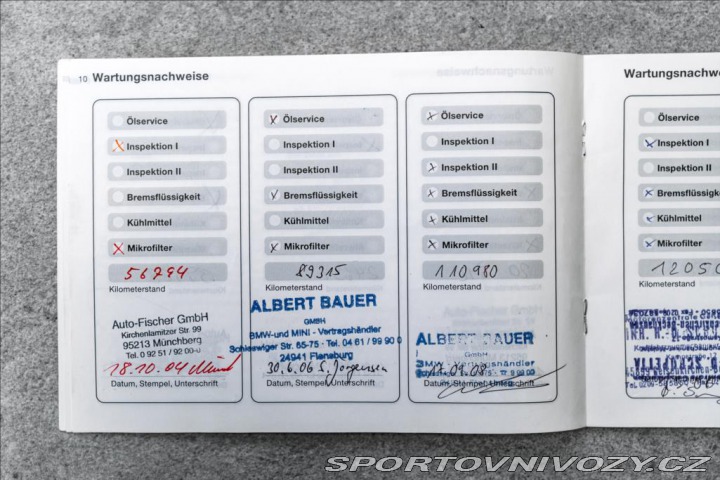 10 Wartungsnachweise
Ölservice
Inspektion I
Inspektion II
Bremsflüssigkeit
Kühlmittel
Mikrofilter
56794
Kilometerstand
Auto-Fischer GmbH
Kirchenlamitzer Str. 99
95213 Münchberg
Tel. 0 92 51 / 92 00-0
18.10.04
Datum, Stempel, Unterschrift
Ölservice
Inspektion I
Inspektion II
Bremsflüssigkeit
Kühlmittel
Mikrofilter
89315
Kilometerstand
ALBERT BAUER
GMBH
BMW-und MINI - Vertragshändler
Schleswiger Str. 65-75 - Tel. 04 61 / 99 90 0
24941 Flensburg
30.6.06 S. Jørgensen
Datum, Stempel, Unterschrift
Ölservice
Inspektion I
Inspektion II
Bremsflüssigkeit
Kühlmittel
Mikrofilter
110980
Kilometerstand
ALBERT BAUER
GmbH
Datum, Stempel, Unterschrift
Wartungsnachwe
Ölservice
Inspektion I
Inspektion II
Bremsflüssigke
Kühlmittel
Mikrofilter
12050
Kilometerstand
SPORTOVNIVOZY.CZ